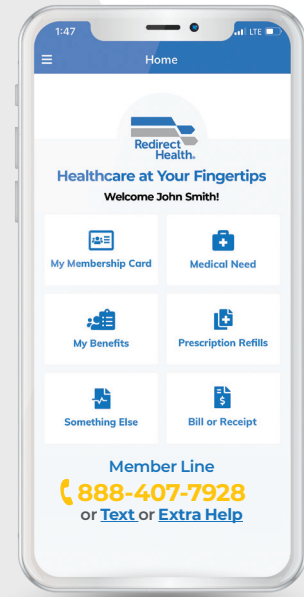 1:47 LTE
Home
Redirect
Health.
Healthcare at Your Fingertips
Welcome John Smith!
My Membership Card
Medical Need
My Benefits
Prescription Refills
Something Else
Bill or Receipt
Member Line
888-407-7928
or Text or Extra Help